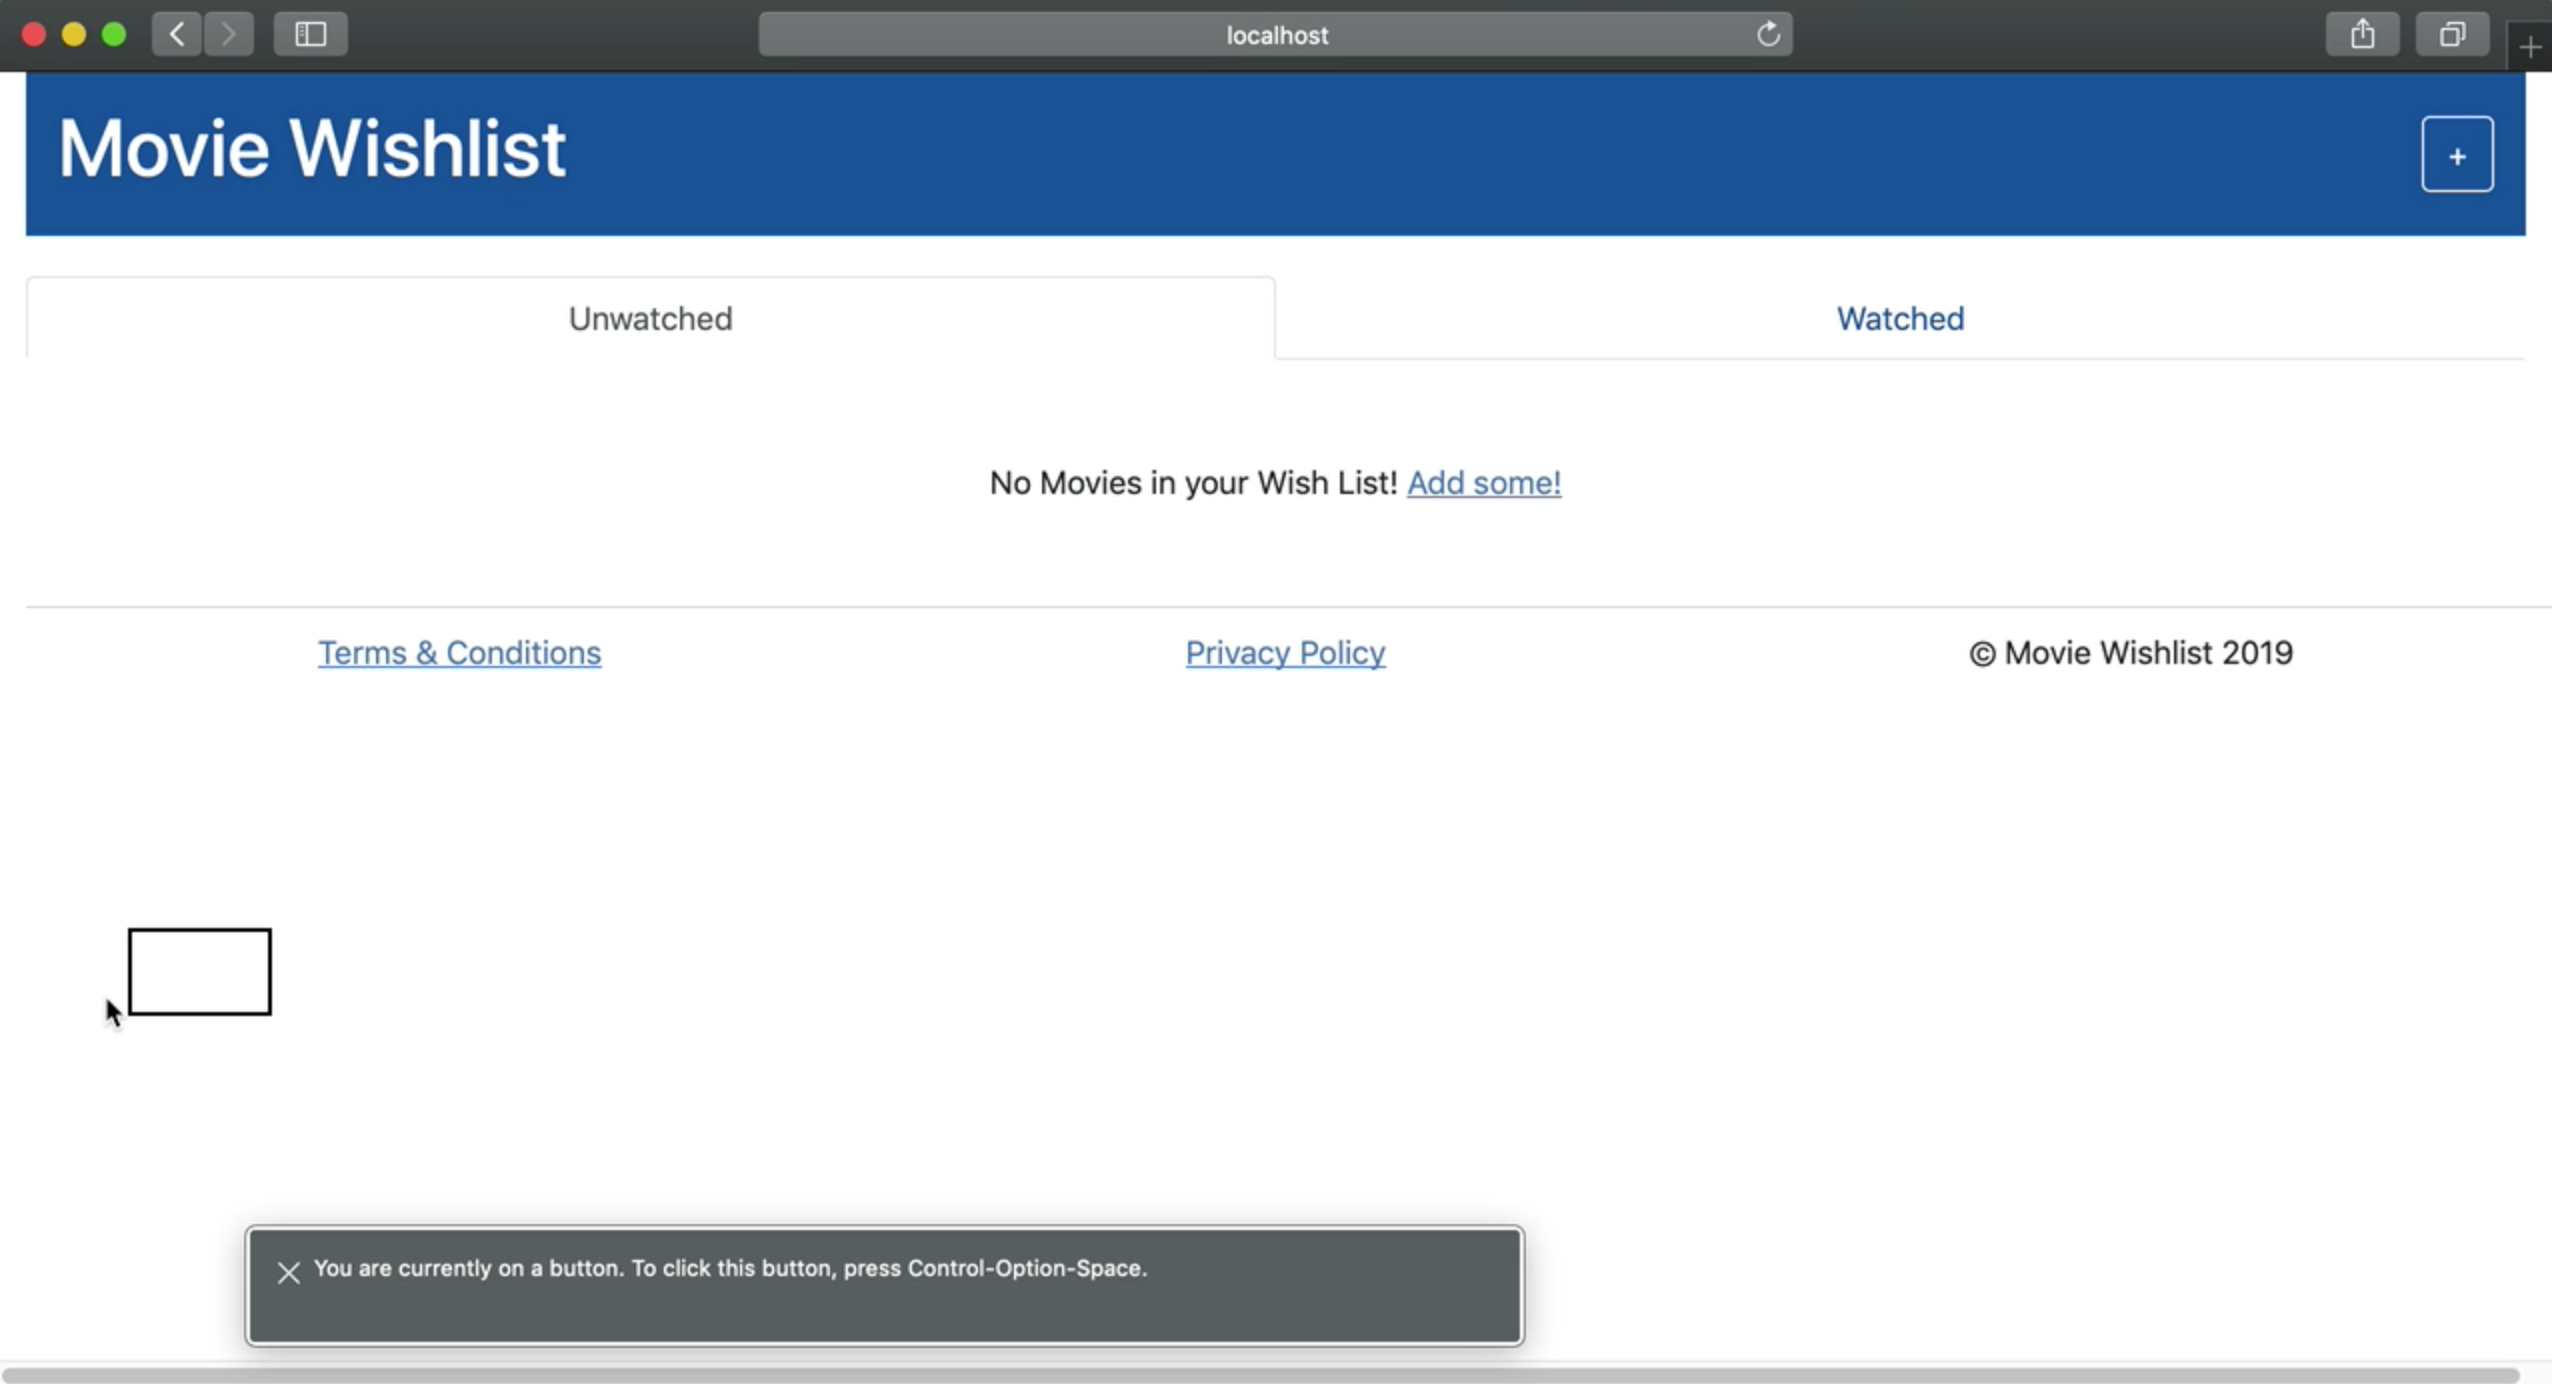 localhost
Movie Wishlist
+
Unwatched
Watched
No Movies in your Wish List! Add some!
Terms & Conditions
Privacy Policy
© Movie Wishlist 2019
You are currently on a button. To click this button, press Control-Option-Space.